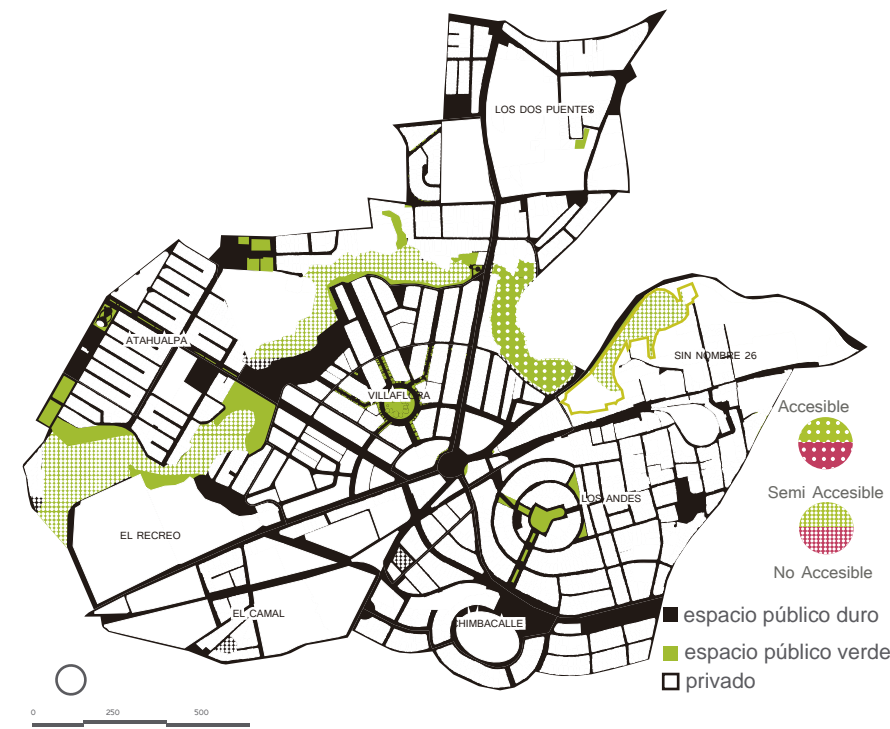 LOS DOS PUENTES
ATAHUALPA
SIN NOMBRE 26
VILLAFLORA
Accesible
Semi Accesible
LOS ANDES
EL RECREO
No Accesible
EL CAMAL
CHIMBACALLE
espacio público duro
espacio público verde
privado
0 250 500